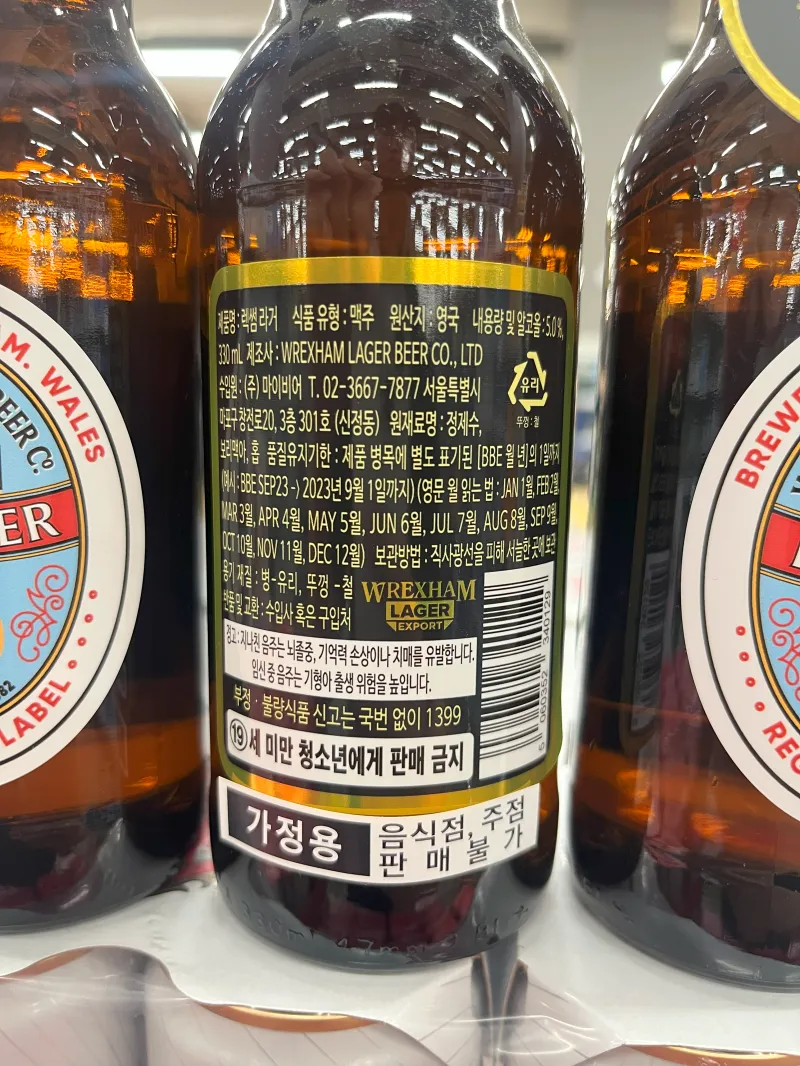 제품명 : 렉썸 라거 식품 유형 : 맥주 원산지 : 영국 내용량 및 알코올 : 5.0 %,
330 mL 제조사 : WREXHAM LAGER BEER CO., LTD
수입원 : (주) 마이비어 T. 02-3667-7877 서울특별시
마포구 창전로20, 3층 301호 (신정동) 원재료명 : 정제수,
보리맥아, 홉 품질유지기한 : 제품 병목에 별도 표기된 [BBE 월 년]의 1일까지
(예시 : BBE SEP23 -> 2023년 9월 1일까지) (영문 월 읽는 법 : JAN 1월, FEB 2월,
MAR 3월, APR 4월, MAY 5월, JUN 6월, JUL 7월, AUG 8월, SEP 9월,
OCT 10월, NOV 11월, DEC 12월) 보관방법 : 직사광선을 피해 서늘한 곳에 보관
용기 재질 : 병-유리, 뚜껑 -철
반품 및 교환 : 수입사 혹은 구입처
유리
뚜껑 : 철
WREXHAM
LAGER
EXPORT
경고 : 지나친 음주는 뇌졸중, 기억력 손상이나 치매를 유발합니다.
임신 중 음주는 기형아 출생 위험을 높입니다.
부정 · 불량식품 신고는 국번 없이 1399
19세 미만 청소년에게 판매 금지
5 060352 340129
가정용
음식점, 주점
판매불가
M. WALES
BEER Cº
ER
82
LABEL
BREWE
REC